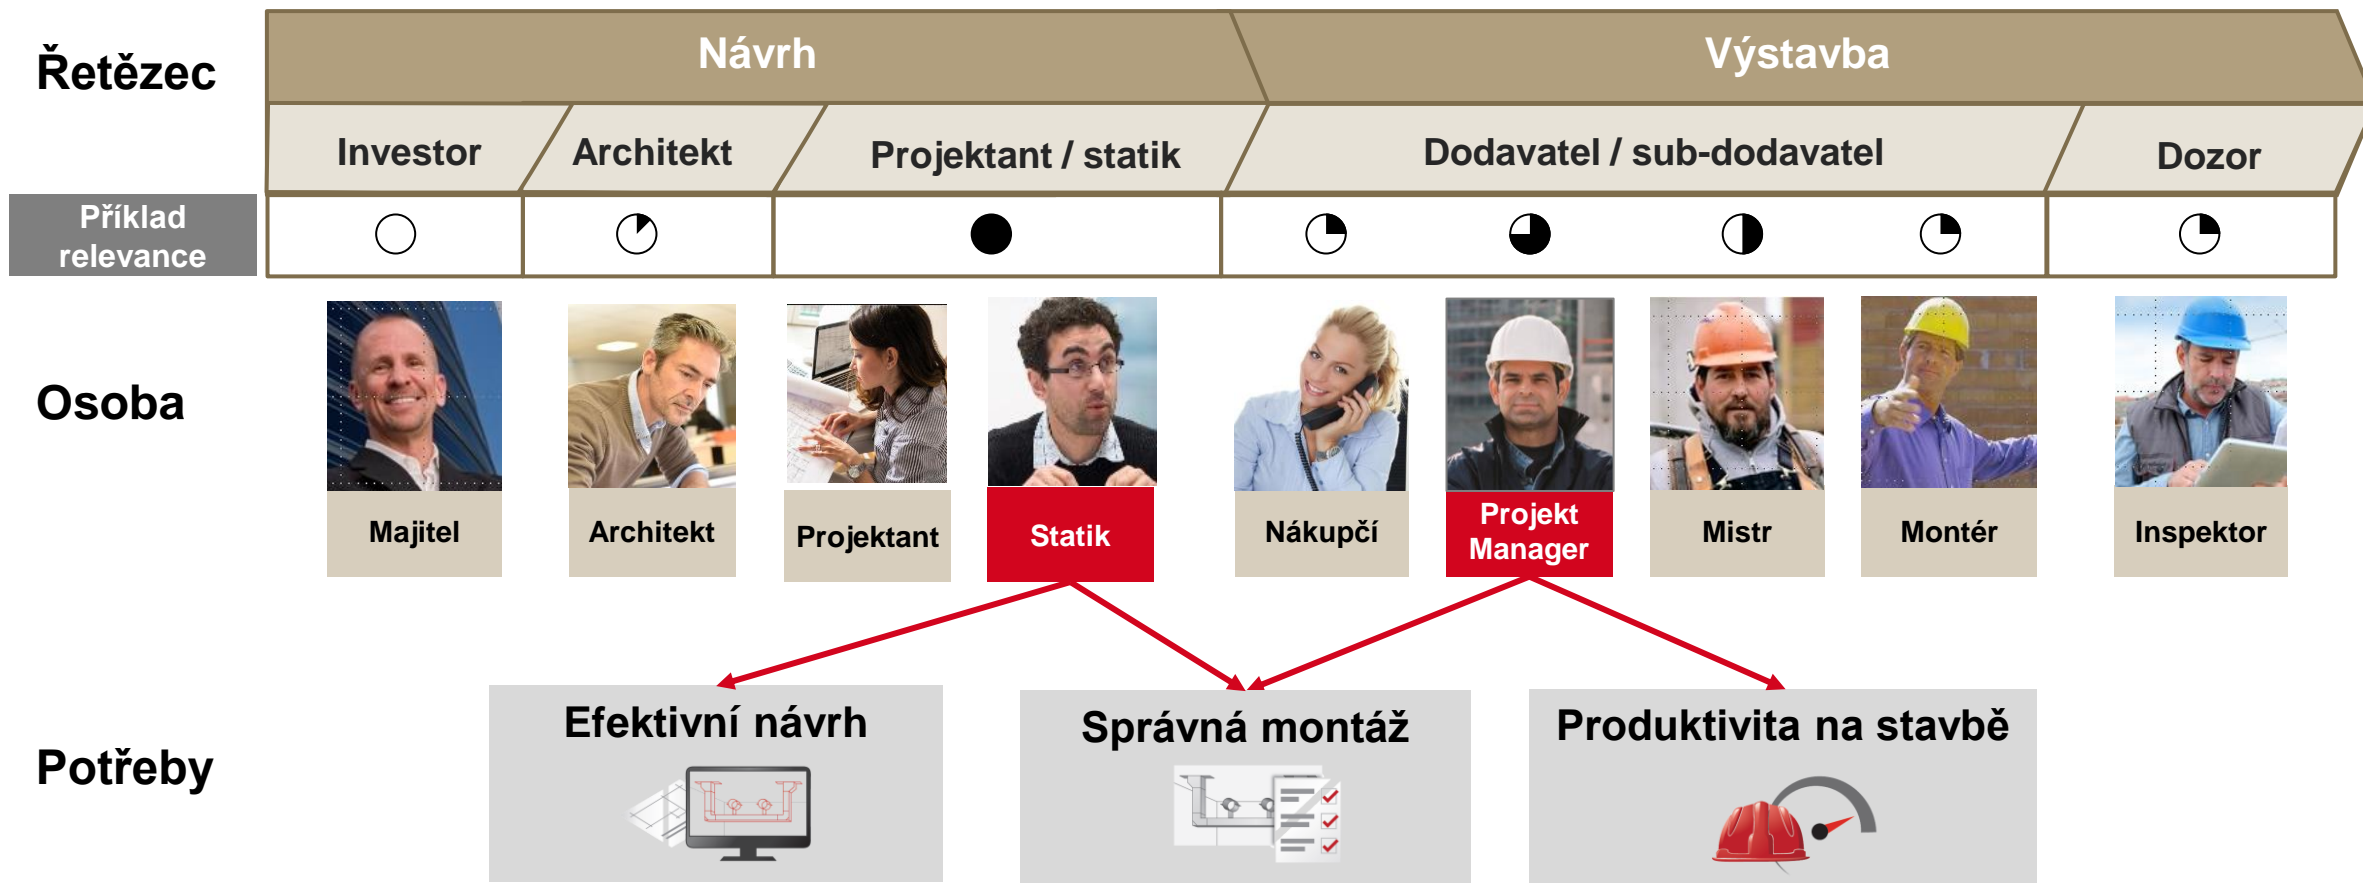 Řetězec
Návrh
Výstavba
Investor
Architekt
Projektant / statik
Dodavatel / sub-dodavatel
Dozor
Příklad
relevance
Osoba
Majitel
Architekt
Projektant
Statik
Nákupčí
Projekt
Manager
Mistr
Montér
Inspektor
Potřeby
Efektivní návrh
Správná montáž
Produktivita na stavbě